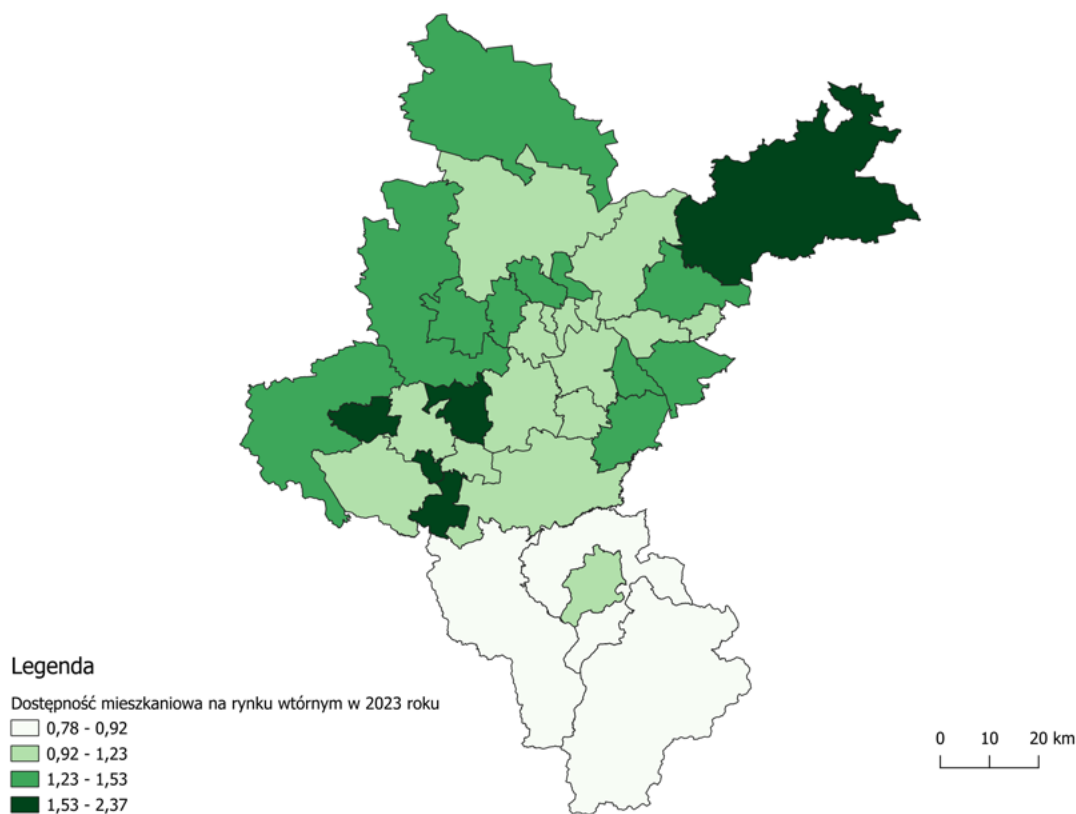 Legenda
Dostępność mieszkaniowa na rynku wtórnym w 2023 roku
0,78 - 0,92
0,92 - 1,23
1,23 - 1,53
1,53 - 2,37
0 10 20 km